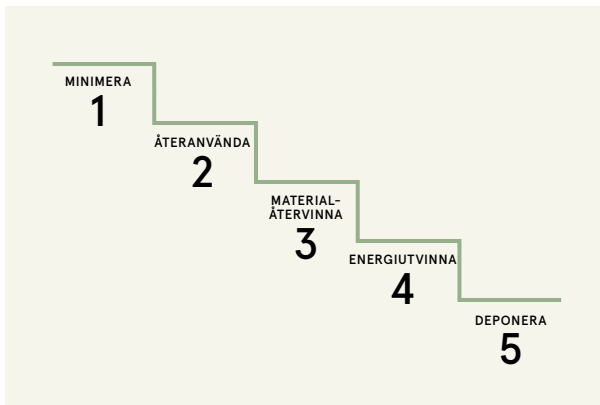 MINIMERA
1
ÅTERANVÄNDA
2
MATERIAL-
ÅTERVINNA
3
ENERGIUTVINNA
4
DEPONERA
5